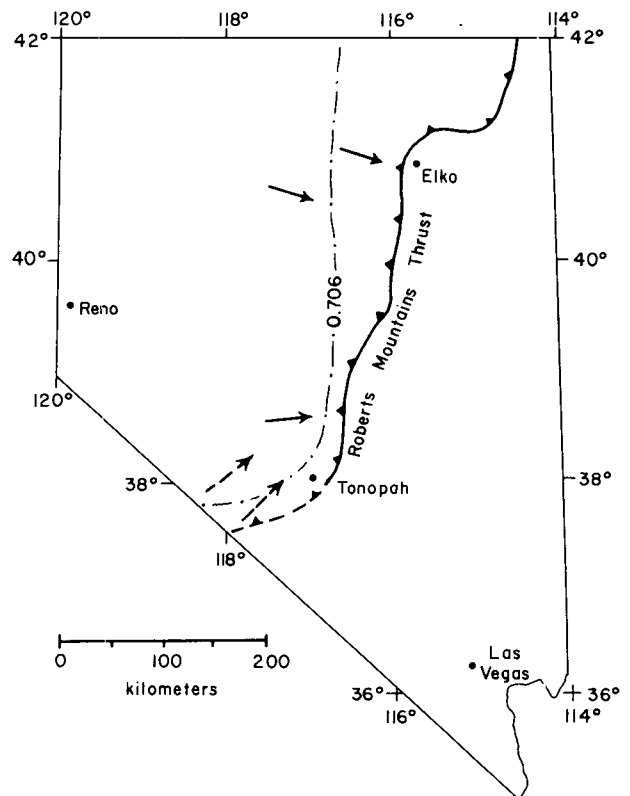 120°
118°
116°
114°
42°
42°
Elko
40°
40°
Reno
0.706
Roberts Mountains Thrust
120°
38°
38°
Tonopah
118°
0 100 200
kilometers
Las
Vegas
36°
36°
116°
114°